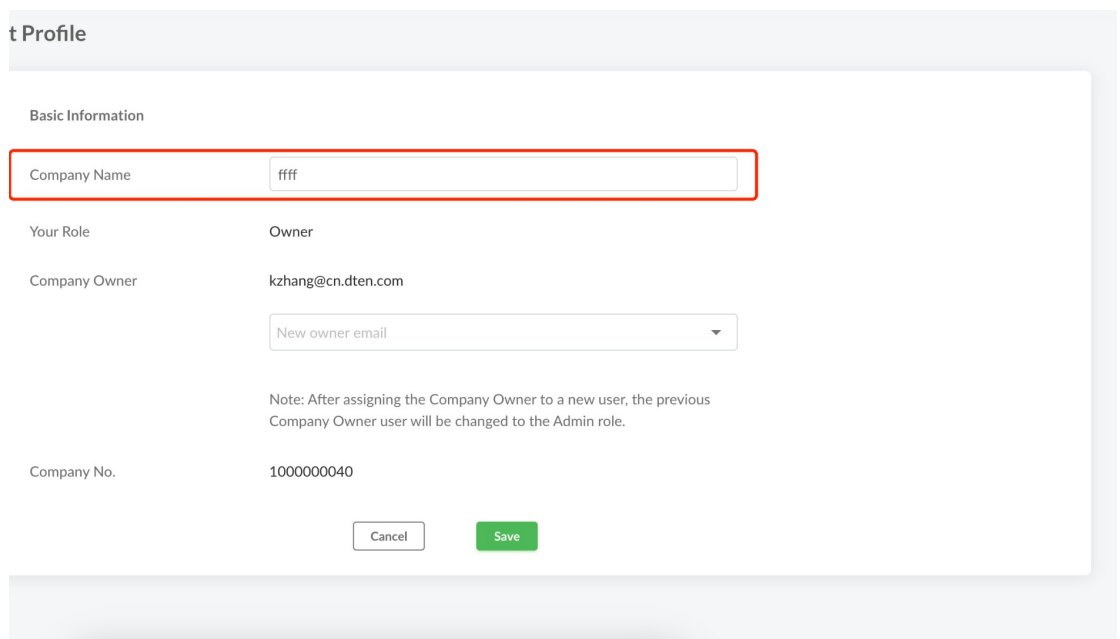 t Profile
Basic Information
Company Name
ffff
Your Role
Owner
Company Owner
kzhang@cn.dten.com
New owner email
Note: After assigning the Company Owner to a new user, the previous
Company Owner user will be changed to the Admin role.
Company No.
1000000040
Cancel
Save